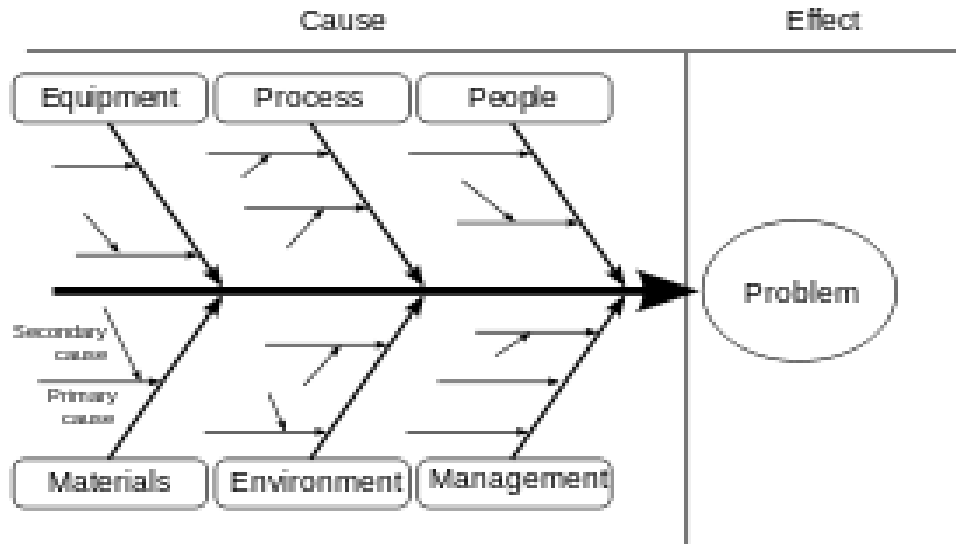 Cause
Effect
Equipment
Process
People
Problem
Secondary
cause
Primary
cause
Materials
Environment
Management